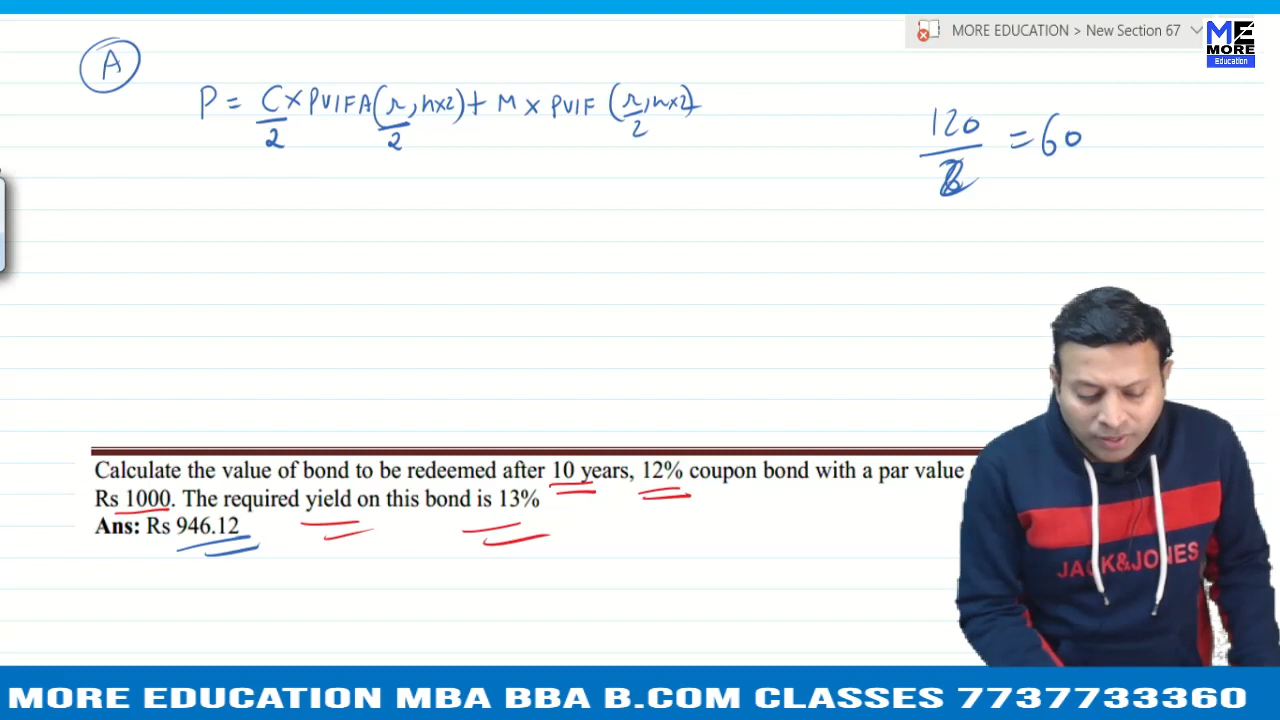 MORE EDUCATION > New Section 67
ME
MORE
Education
A
P = C/2 × PVIFA (r/2, n×2) + M × PVIF (r/2, n×2)
120/2 = 60
Calculate the value of bond to be redeemed after 10 years, 12% coupon bond with a par value
Rs 1000. The required yield on this bond is 13%
Ans: Rs 946.12
JACK&JONES
MORE EDUCATION MBA BBA B.COM CLASSES 7737733360